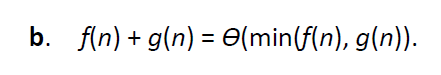 b. f(n) + g(n) = Θ(min(f(n), g(n)).